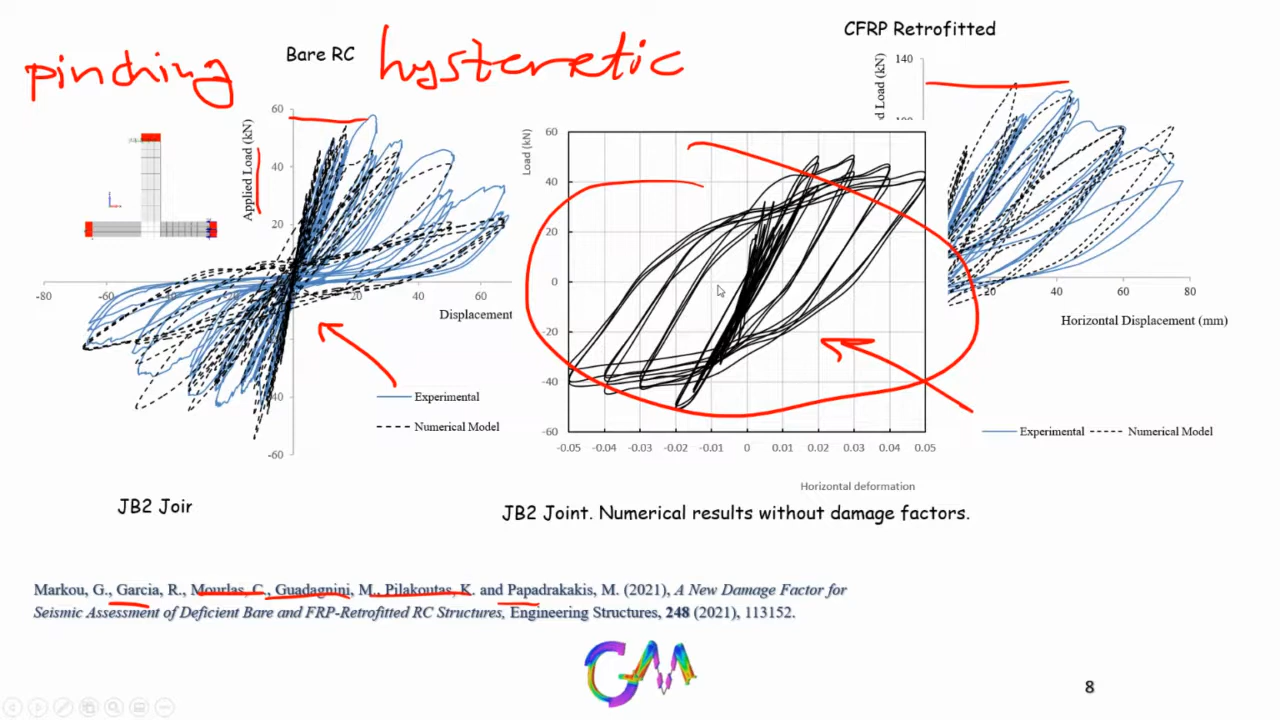 CFRP Retrofitted
Bare RC
pinching
hysteretic
60
40
20
-40
-60
Applied Load (kN)
-80
-60
20
60
Displacement
Experimental
Numerical Model
Load (kN)
60
40
20
0
-20
-40
-60
-0.05 -0.04 -0.03 -0.02 -0.01 0 0.01 0.02 0.03 0.04 0.05
Horizontal deformation
d Load (kN)
140
20 40 60 80
Horizontal Displacement (mm)
Experimental Numerical Model
JB2 Joir
JB2 Joint. Numerical results without damage factors.
Markou, G., Garcia, R., Mourlas, C., Guadagnini, M., Pilakoutas, K. and Papadrakakis, M. (2021), A New Damage Factor for
Seismic Assessment of Deficient Bare and FRP-Retrofitted RC Structures, Engineering Structures, 248 (2021), 113152.
GM
8